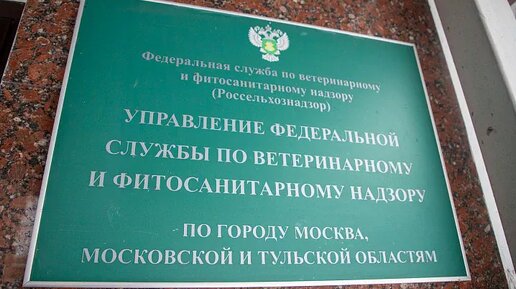 Федеральная служба по ветеринарному
и фитосанитарному надзору
(Россельхознадзор)
УПРАВЛЕНИЕ ФЕДЕРАЛЬНОЙ
СЛУЖБЫ ПО ВЕТЕРИНАРНОМУ
И ФИТОСАНИТАРНОМУ НАДЗОРУ
ПО ГОРОДУ МОСКВА,
МОСКОВСКОЙ И ТУЛЬСКОЙ ОБЛАСТЯМ